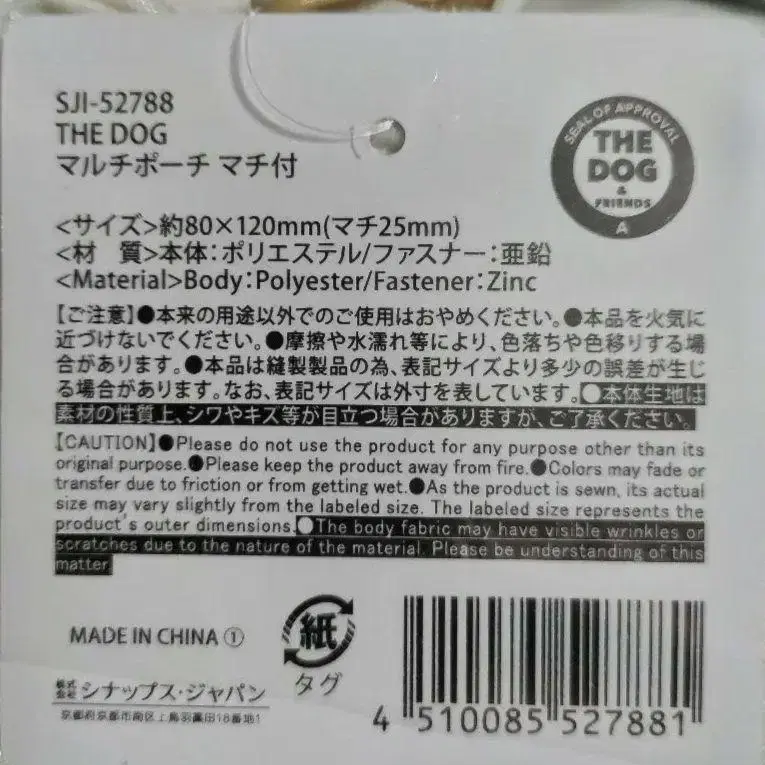 SJI-52788
THE DOG
マルチポーチ マチ付
SEAL OF APPROVAL
THE
DOG
&
FRIENDS
A
<サイズ>約80×120mm(マチ25mm)
<材 質>本体:ポリエステル/ファスナー:亜鉛
<Material>Body:Polyester/Fastener:Zinc
【ご注意】●本来の用途以外でのご使用はおやめください。●本品を火気に
近づけないでください。●摩擦や水濡れ等により、色落ちや色移りする場
合があります。●本品は縫製製品の為、表記サイズより多少の誤差が生じ
る場合があります。なお、表記サイズは外寸を表しています。●本体生地は
素材の性質上、シワやキズ等が目立つ場合がありますが、ご了承ください。
【CAUTION】●Please do not use the product for any purpose other than its
original purpose.●Please keep the product away from fire.●Colors may fade or
transfer due to friction or from getting wet.●As the product is sewn, its actual
size may vary slightly from the labeled size. The labeled size represents the
product's outer dimensions.●The body fabric may have visible wrinkles or
scratches due to the nature of the material. Please be understanding of this
matter.
MADE IN CHINA ①
紙
タグ
株式会社 シナップス・ジャパン
京都府京都市南区上鳥羽藁田18番地1
4 510085 527881